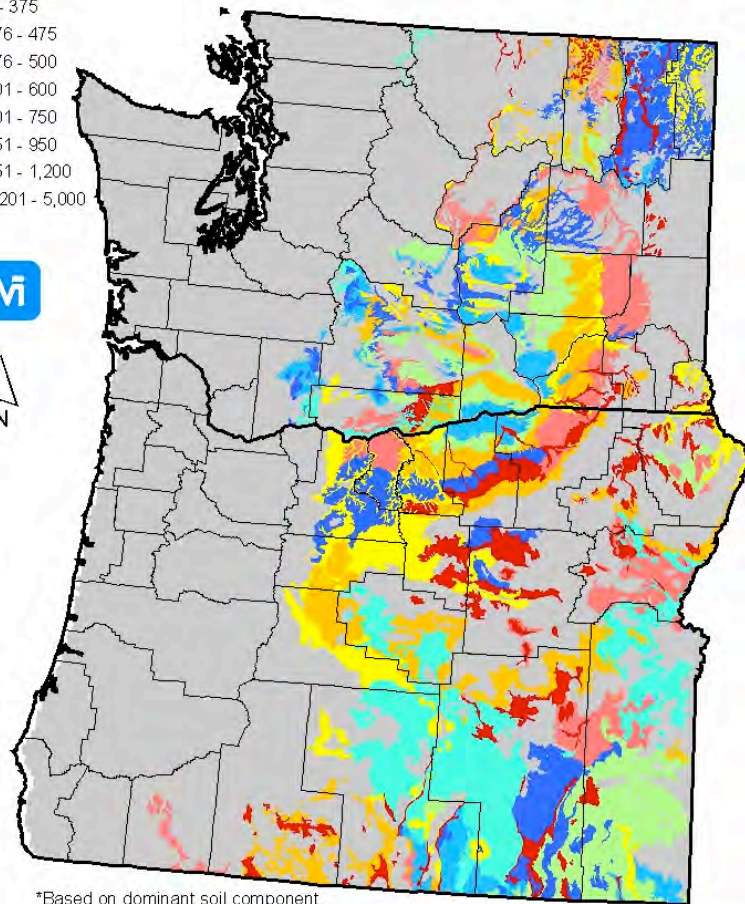 - 375
76 - 475
76 - 500
01 - 600
01 - 750
51 - 950
51 - 1,200
,201 - 5,000
N
*Based on dominant soil component